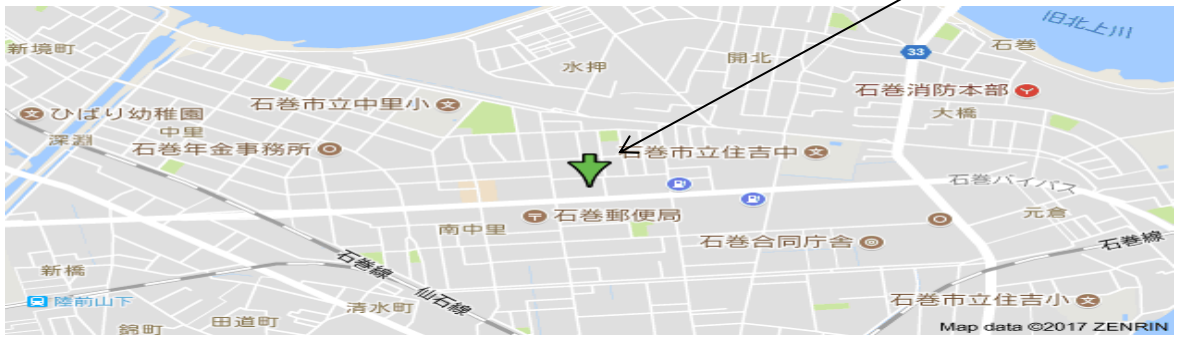 旧北上川
新境町
石巻
33
開北
水押
石巻消防本部
石巻市立中里小
大橋
ひばり幼稚園
中里
深淵
石巻年金事務所
石巻市立住吉中
石巻バイパス
元倉
石巻郵便局
南中里
石巻合同庁舎
石巻線
石巻線
新橋
仙石線
陸前山下
清水町
石巻市立住吉小
田道町
錦町
Map data ©2017 ZENRIN